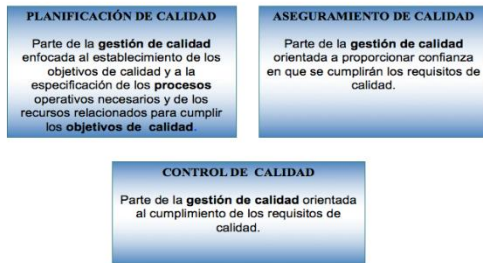 PLANIFICACIÓN DE CALIDAD
Parte de la gestión de calidad
enfocada al establecimiento de los
objetivos de calidad y a la
especificación de los procesos
operativos necesarios y de los
recursos relacionados para cumplir
los objetivos de calidad.
ASEGURAMIENTO DE CALIDAD
Parte de la gestión de calidad
orientada a proporcionar confianza
en que se cumplirán los requisitos de
calidad.
CONTROL DE CALIDAD
Parte de la gestión de calidad orientada
al cumplimiento de los requisitos de
calidad.